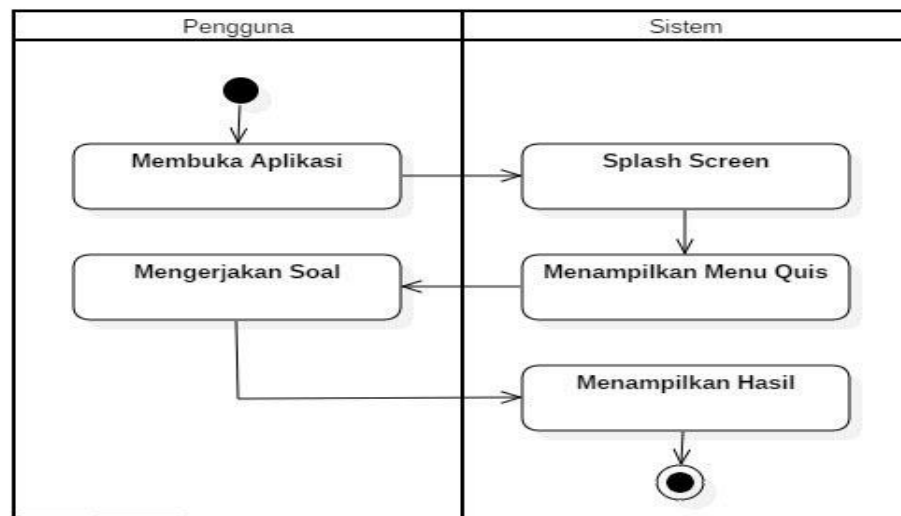 Pengguna
Sistem
Membuka Aplikasi
Splash Screen
Mengerjakan Soal
Menampilkan Menu Quis
Menampilkan Hasil